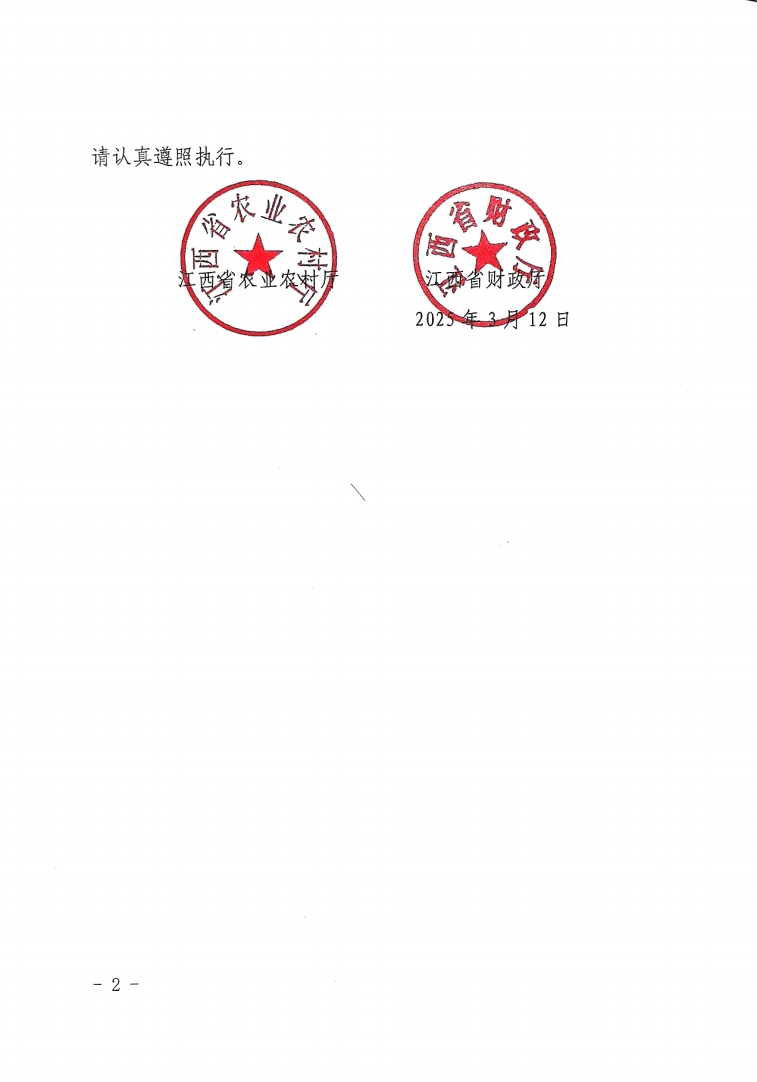 请认真遵照执行。
江西省农业农村厅
江西省财政厅
江西省农业农村厅 江西省财政厅
2025年3月12日
- 2 -